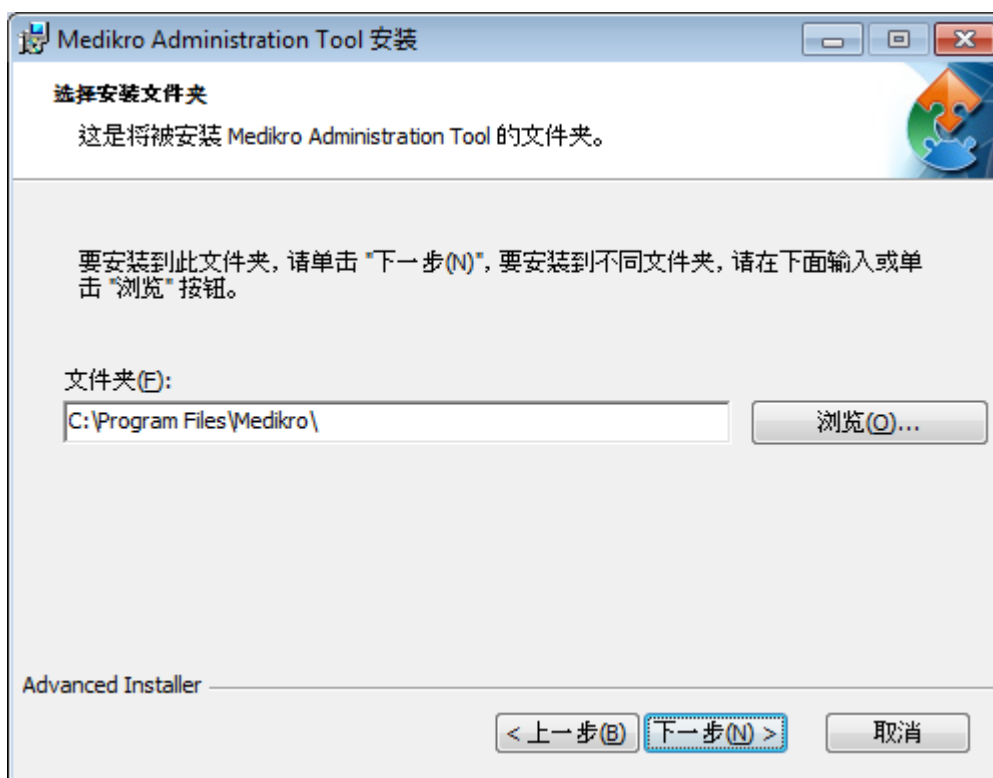 Medikro Administration Tool 安装
选择安装文件夹
这是将被安装 Medikro Administration Tool 的文件夹。
要安装到此文件夹, 请单击 "下一步(N)", 要安装到不同文件夹, 请在下面输入或单
击 "浏览" 按钮。
文件夹(F):
C:\Program Files\Medikro\
浏览(O)...
Advanced Installer
< 上一步(B)
下一步(N) >
取消